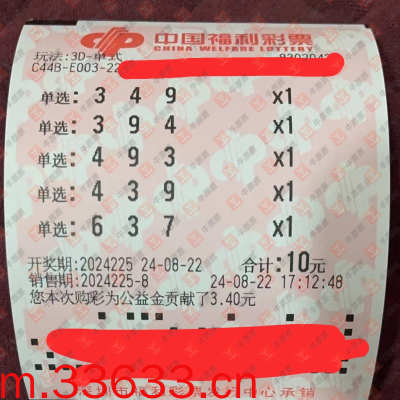 中国福利彩票
CHINA WELFARE LOTTERY
玩法:3D-单式
C44B-E003-22
单选: 3 4 9 x1
单选: 3 9 4 x1
单选: 4 9 3 x1
单选: 4 3 9 x1
单选: 6 3 7 x1
开奖期:2024225 24-08-22 合计:10元
销售期:2024225-8 24-08-22 17:12:48
您本次购彩为公益金贡献了3.40元
m.33633.cn